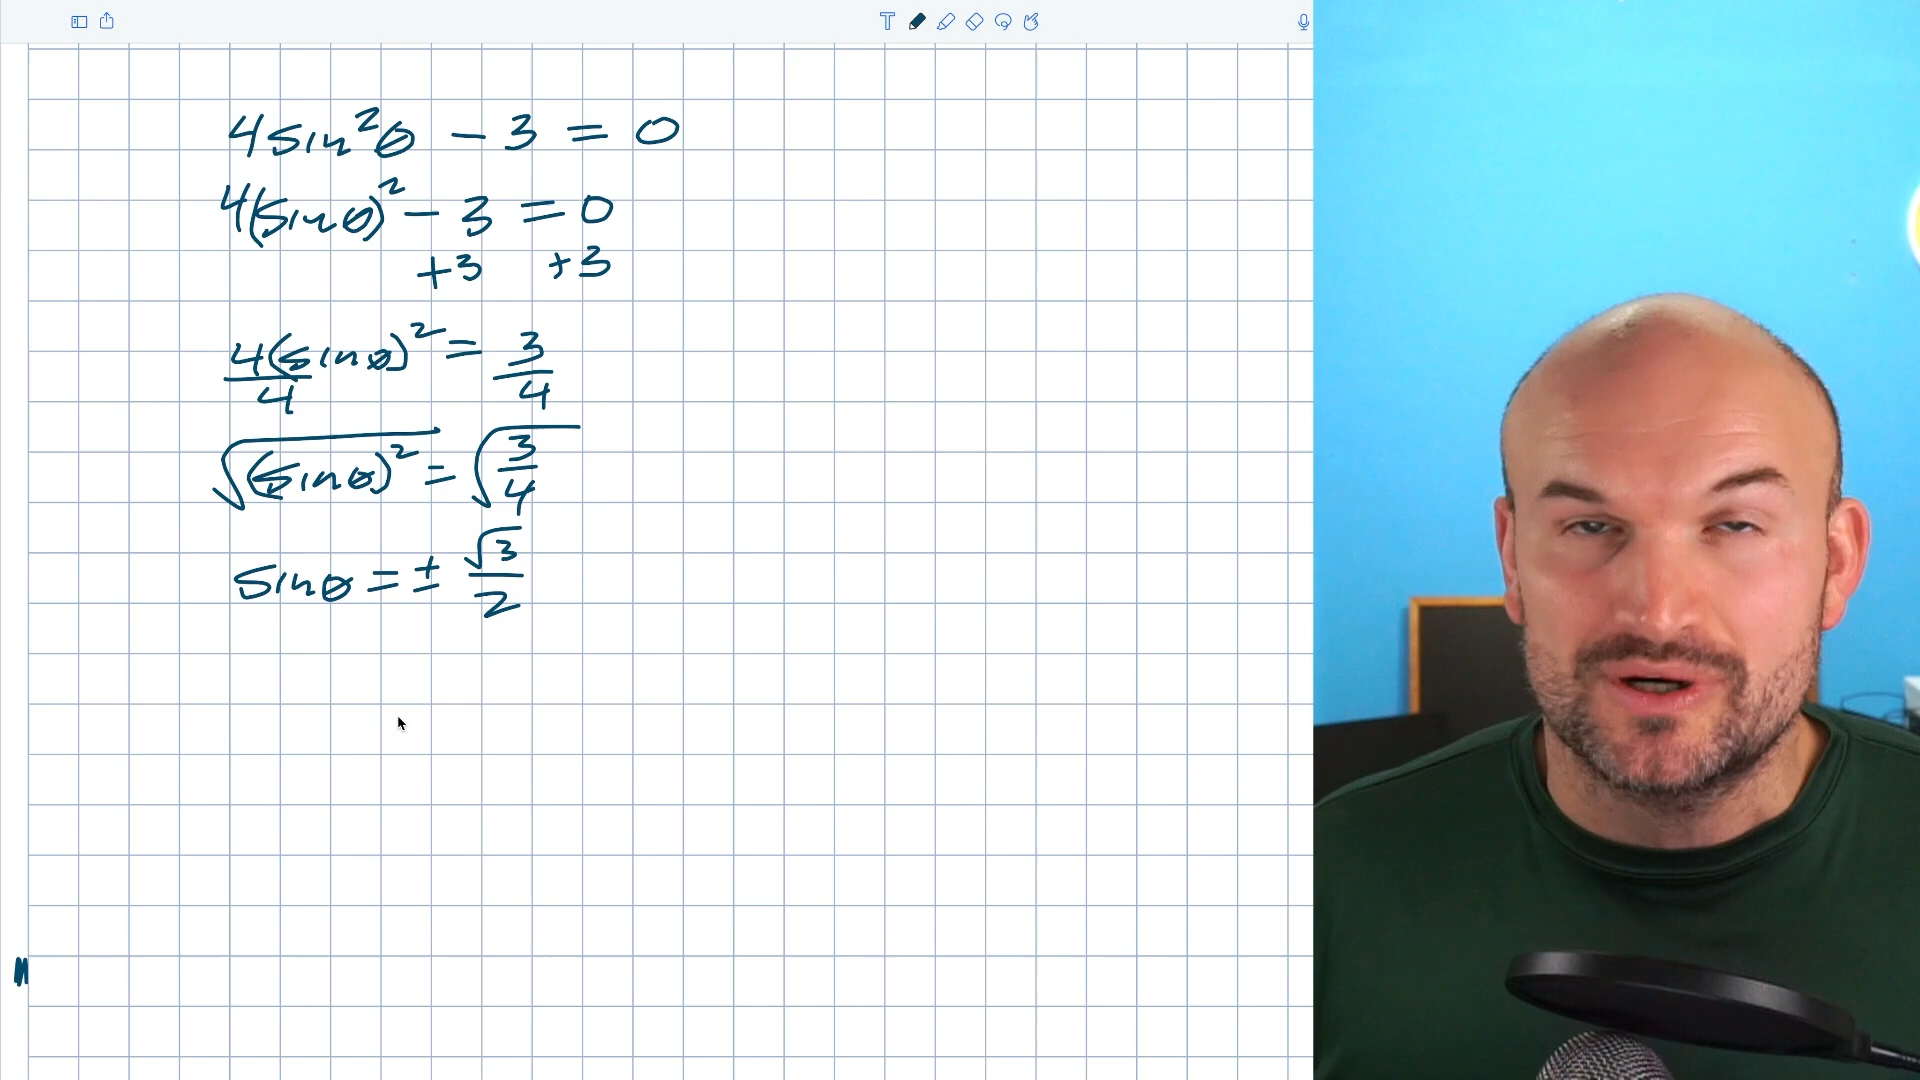 4sin²θ − 3 = 0
4(sinθ)² − 3 = 0
+3 +3
4(sinθ)²/4 = 3/4
√(sinθ)² = √3/4
sinθ = ± √3/2